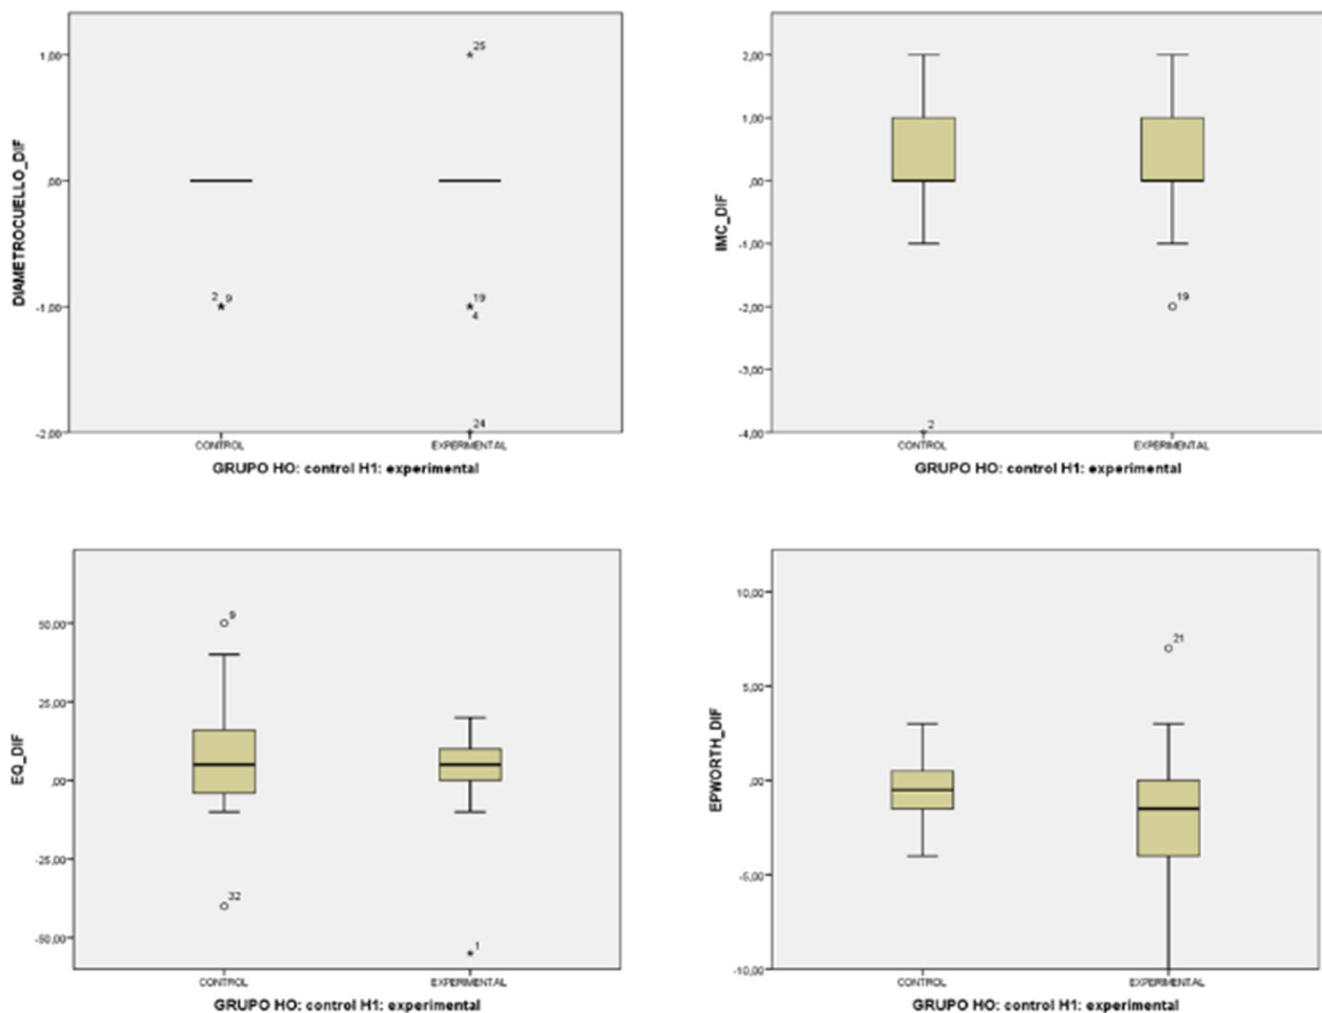 DIAMETROCUELLO_DIF
1,00
,00
-1,00
-2,00
25
2 9
19
4
24
CONTROL EXPERIMENTAL
GRUPO HO: control H1: experimental
IMC_DIF
2,00
1,00
,00
-1,00
-2,00
-3,00
-4,00
19
2
CONTROL EXPERIMENTAL
GRUPO HO: control H1: experimental
EQ_DIF
50,00
25,00
,00
-25,00
-50,00
9
32
1
CONTROL EXPERIMENTAL
GRUPO HO: control H1: experimental
EPWORTH_DIF
10,00
5,00
,00
-5,00
-10,00
21
CONTROL EXPERIMENTAL
GRUPO HO: control H1: experimental